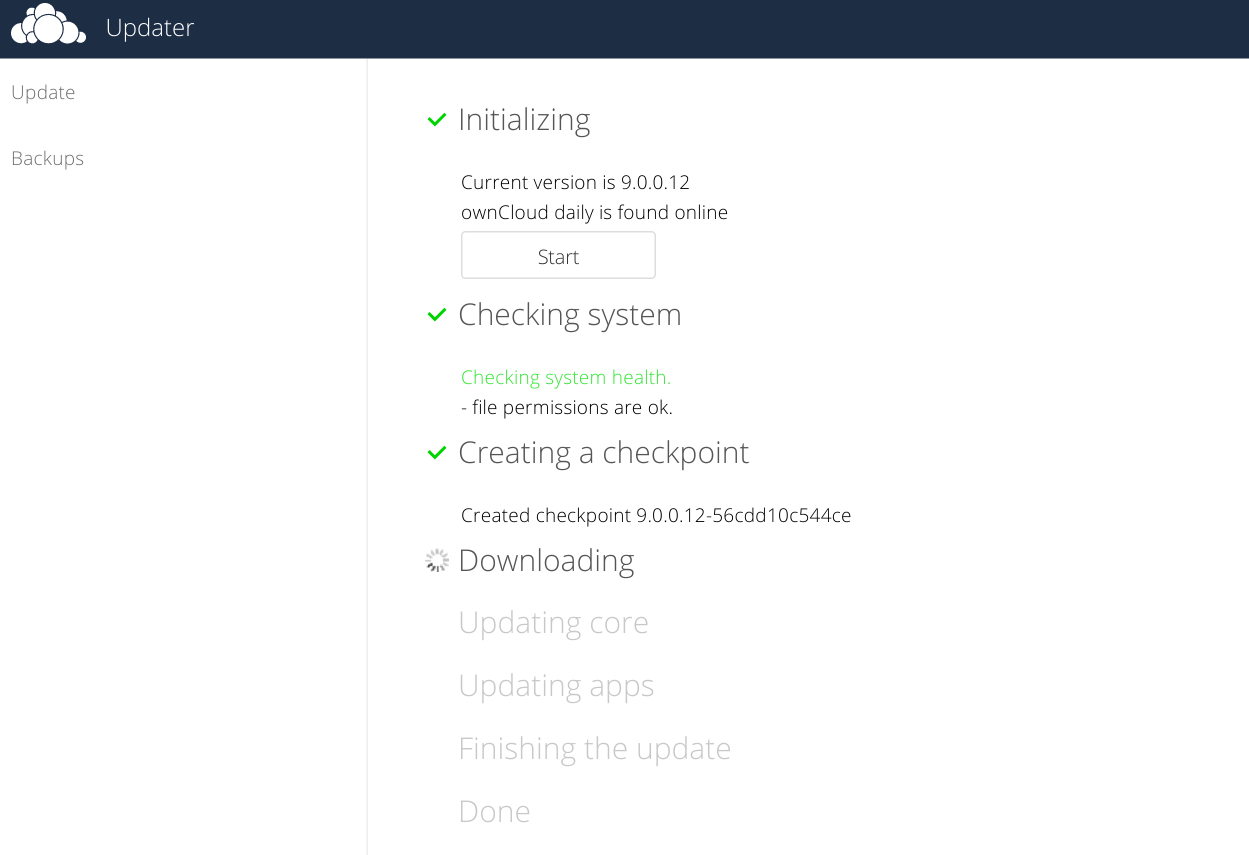 Updater
Update
Backups
Initializing
Current version is 9.0.0.12
ownCloud daily is found online
Start
Checking system
Checking system health.
- file permissions are ok.
Creating a checkpoint
Created checkpoint 9.0.0.12-56cdd10c544ce
Downloading
Updating core
Updating apps
Finishing the update
Done